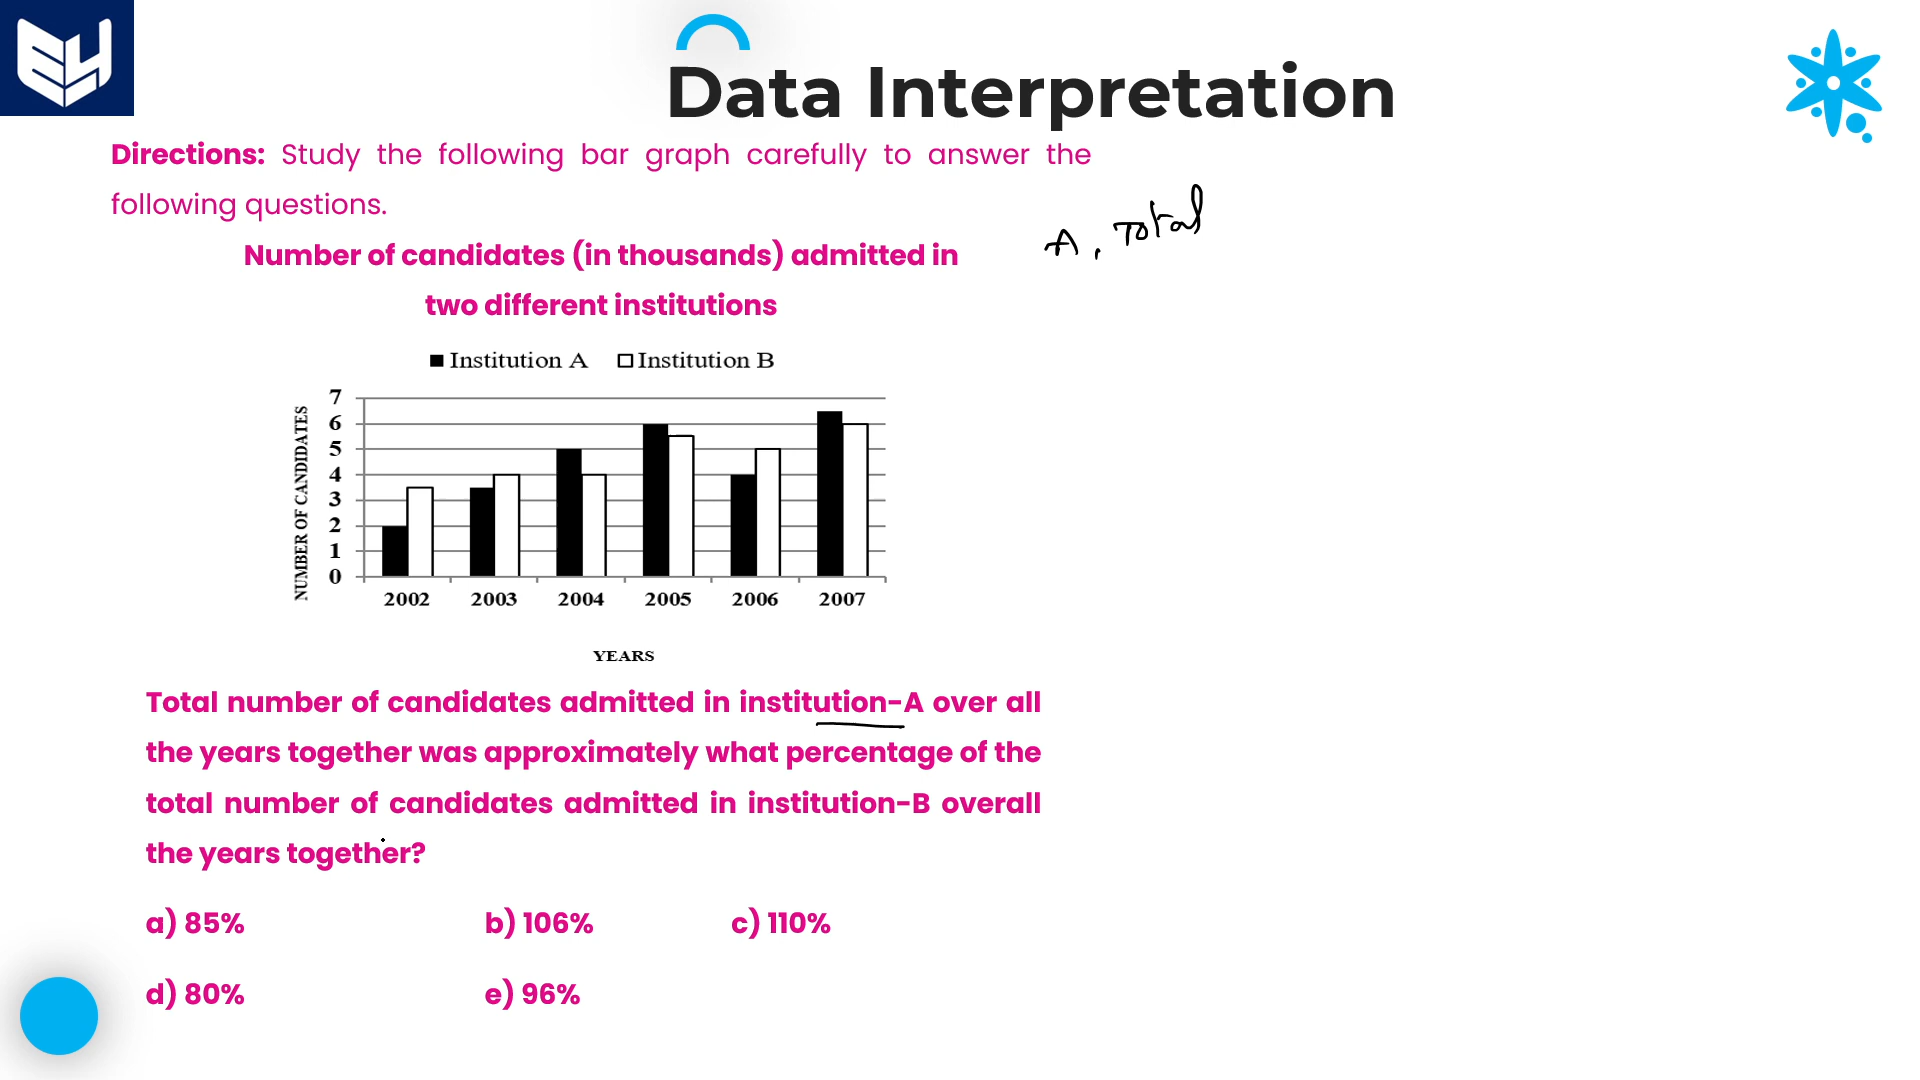 Data Interpretation
Directions: Study the following bar graph carefully to answer the
following questions.
A, Total
Number of candidates (in thousands) admitted in
two different institutions
Institution A Institution B
NUMBER OF CANDIDATES
7
6
5
4
3
2
1
0
2002 2003 2004 2005 2006 2007
YEARS
Total number of candidates admitted in institution-A over all
the years together was approximately what percentage of the
total number of candidates admitted in institution-B overall
the years together?
a) 85% b) 106% c) 110%
d) 80% e) 96%